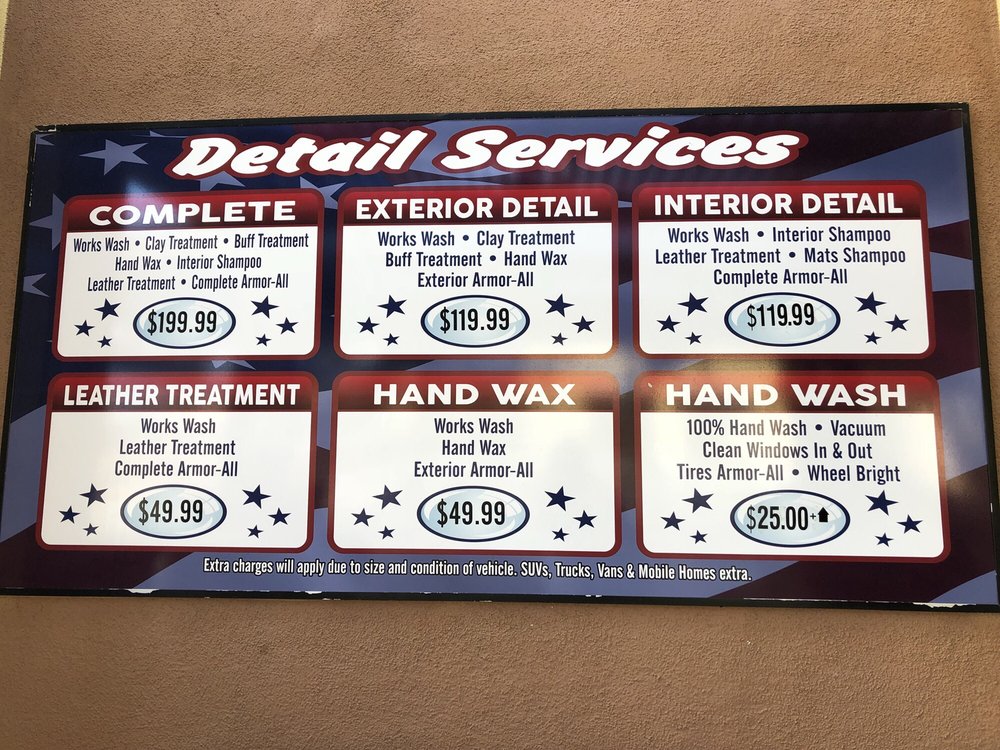 Detail Services
COMPLETE
Works Wash • Clay Treatment • Buff Treatment
Hand Wax • Interior Shampoo
Leather Treatment • Complete Armor-All
$199.99
EXTERIOR DETAIL
Works Wash • Clay Treatment
Buff Treatment • Hand Wax
Exterior Armor-All
$119.99
INTERIOR DETAIL
Works Wash • Interior Shampoo
Leather Treatment • Mats Shampoo
Complete Armor-All
$119.99
LEATHER TREATMENT
Works Wash
Leather Treatment
Complete Armor-All
$49.99
HAND WAX
Works Wash
Hand Wax
Exterior Armor-All
$49.99
HAND WASH
100% Hand Wash • Vacuum
Clean Windows In & Out
Tires Armor-All • Wheel Bright
$25.00+⬆
Extra charges will apply due to size and condition of vehicle. SUVs, Trucks, Vans & Mobile Homes extra.